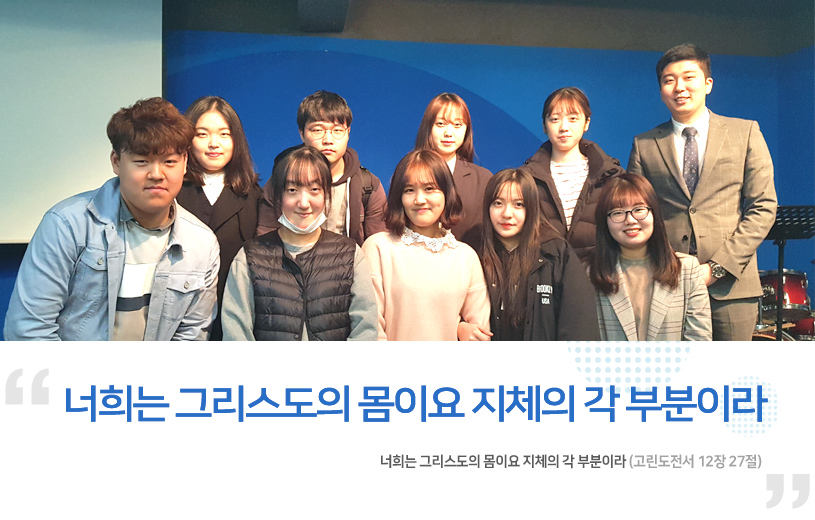 BOOKLYN
USA
“
너희는 그리스도의 몸이요 지체의 각 부분이라
너희는 그리스도의 몸이요 지체의 각 부분이라 (고린도전서 12장 27절)
”